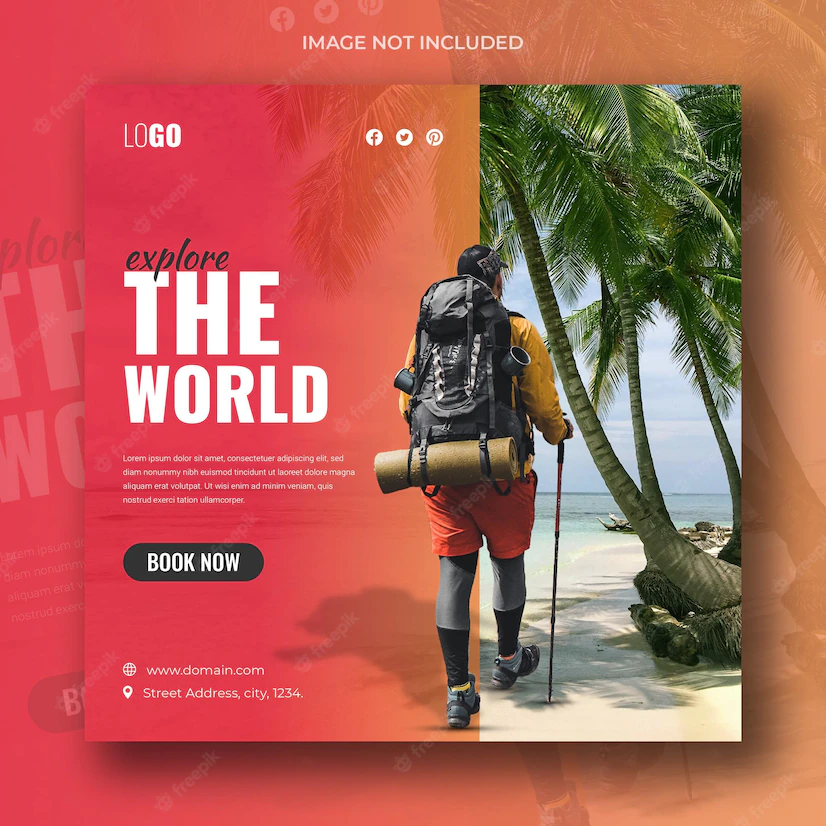 IMAGE NOT INCLUDED
LOGO
explore
THE
WORLD
Lorem ipsum dolor sit amet, consectetuer adipiscing elit, sed
diam nonummy nibh euismod tincidunt ut laoreet dolore magna
aliquam erat volutpat. Ut wisi enim ad minim veniam, quis
nostrud exerci tation ullamcorper.
BOOK NOW
www.domain.com
Street Address, city, 1234.
freepik